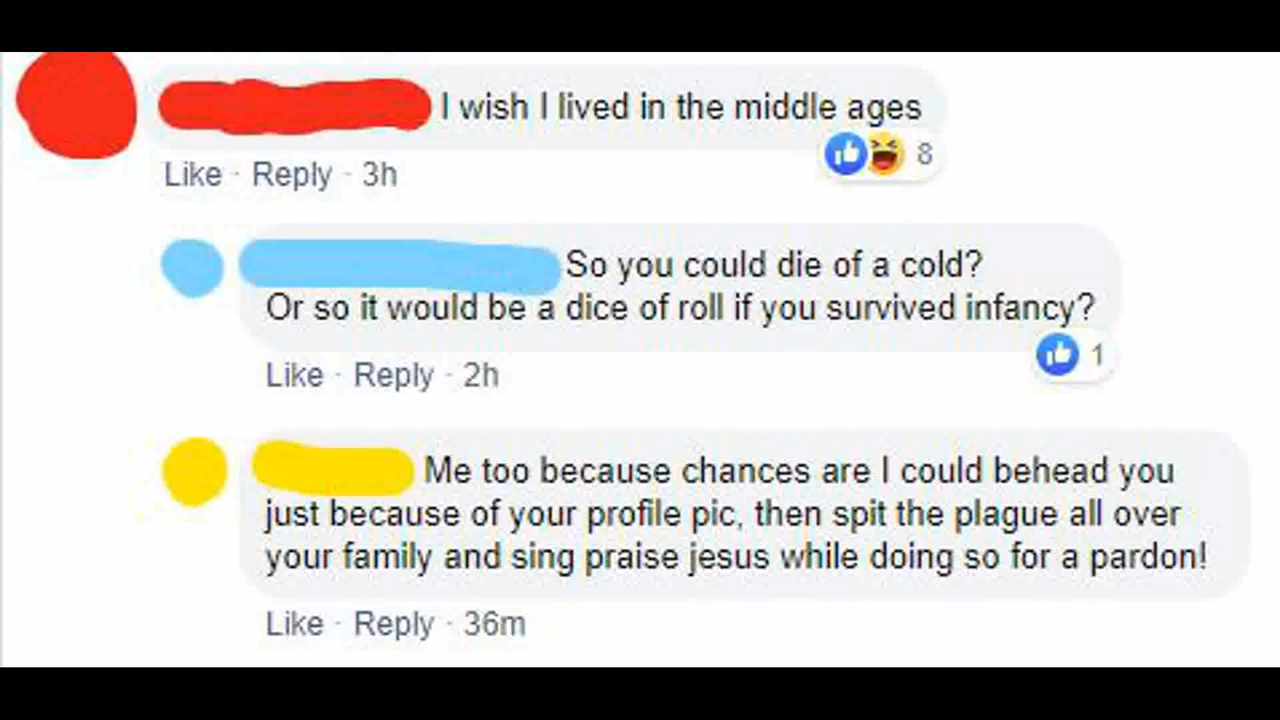 I wish I lived in the middle ages
8
Like · Reply · 3h
So you could die of a cold?
Or so it would be a dice of roll if you survived infancy?
1
Like · Reply · 2h
Me too because chances are I could behead you
just because of your profile pic, then spit the plague all over
your family and sing praise jesus while doing so for a pardon!
Like · Reply · 36m